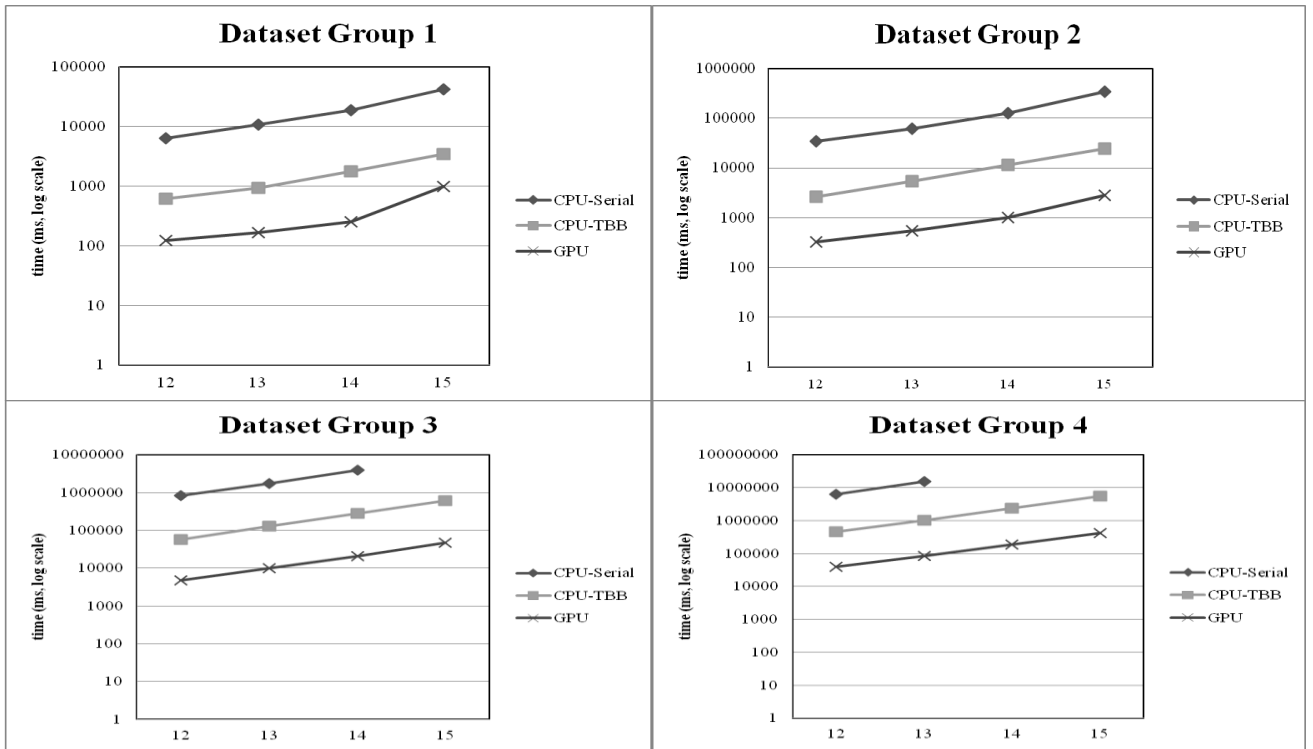 Dataset Group 1
100000
10000
1000
100
10
1
time (ms, log scale)
12 13 14 15
CPU-Serial
CPU-TBB
GPU
Dataset Group 2
1000000
100000
10000
1000
100
10
1
time (ms, log scale)
12 13 14 15
CPU-Serial
CPU-TBB
GPU
Dataset Group 3
10000000
1000000
100000
10000
1000
100
10
1
time (ms, log scale)
12 13 14 15
CPU-Serial
CPU-TBB
GPU
Dataset Group 4
100000000
10000000
1000000
100000
10000
1000
100
10
1
time (ms, log scale)
12 13 14 15
CPU-Serial
CPU-TBB
GPU